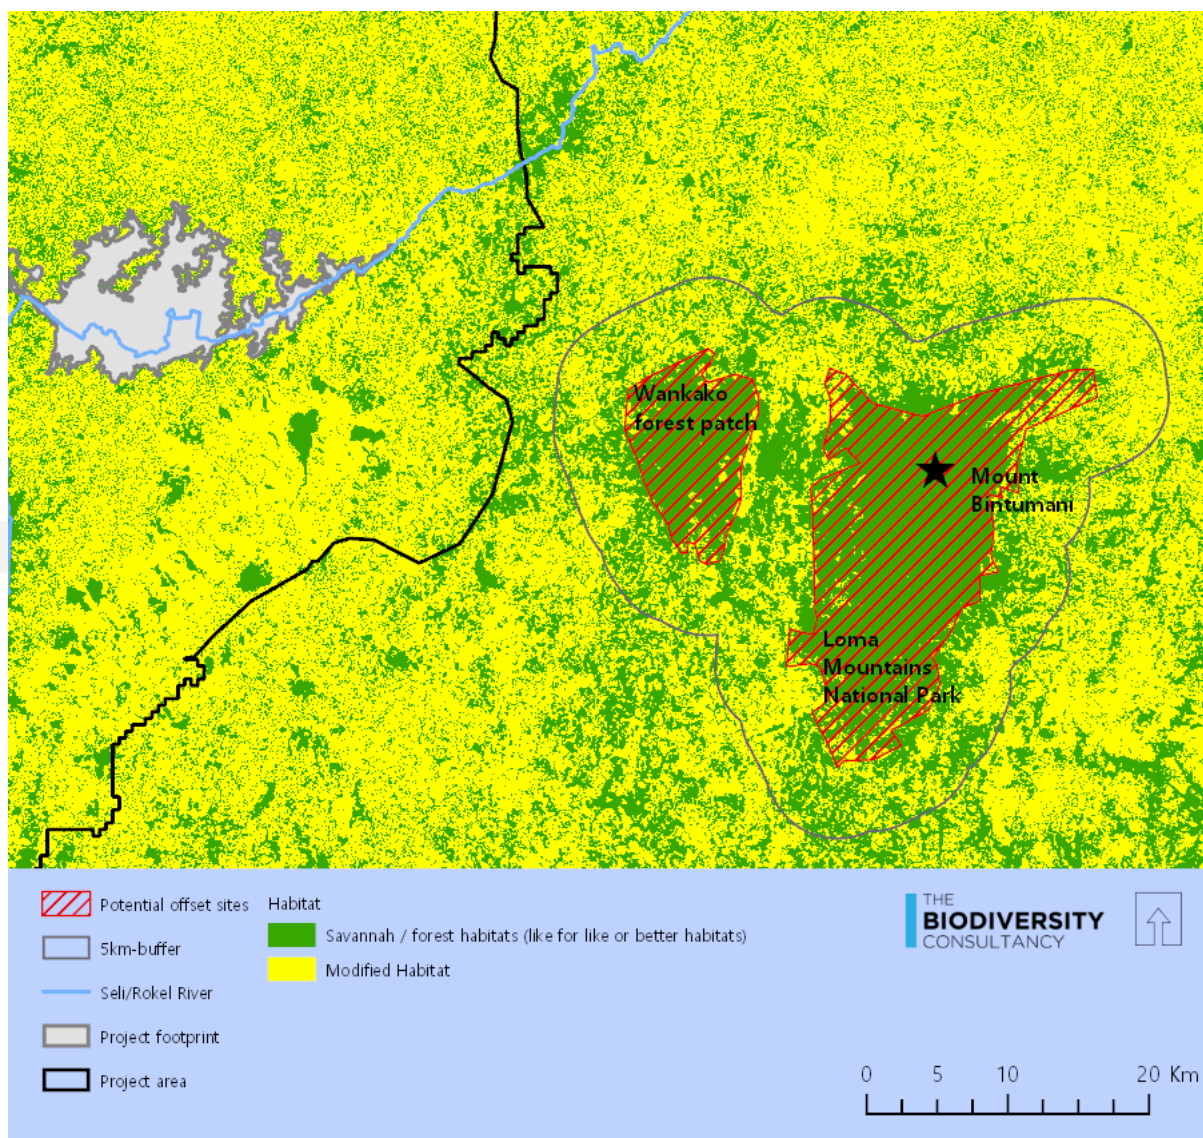 Wankako
forest patch
Mount
Bintumani
Loma
Mountains
National Park
Potential offset sites
5km-buffer
Seli/Rokel River
Project footprint
Project area
Habitat
Savannah / forest habitats (like for like or better habitats)
Modified Habitat
THE
BIODIVERSITY
CONSULTANCY
0 5 10 20 Km